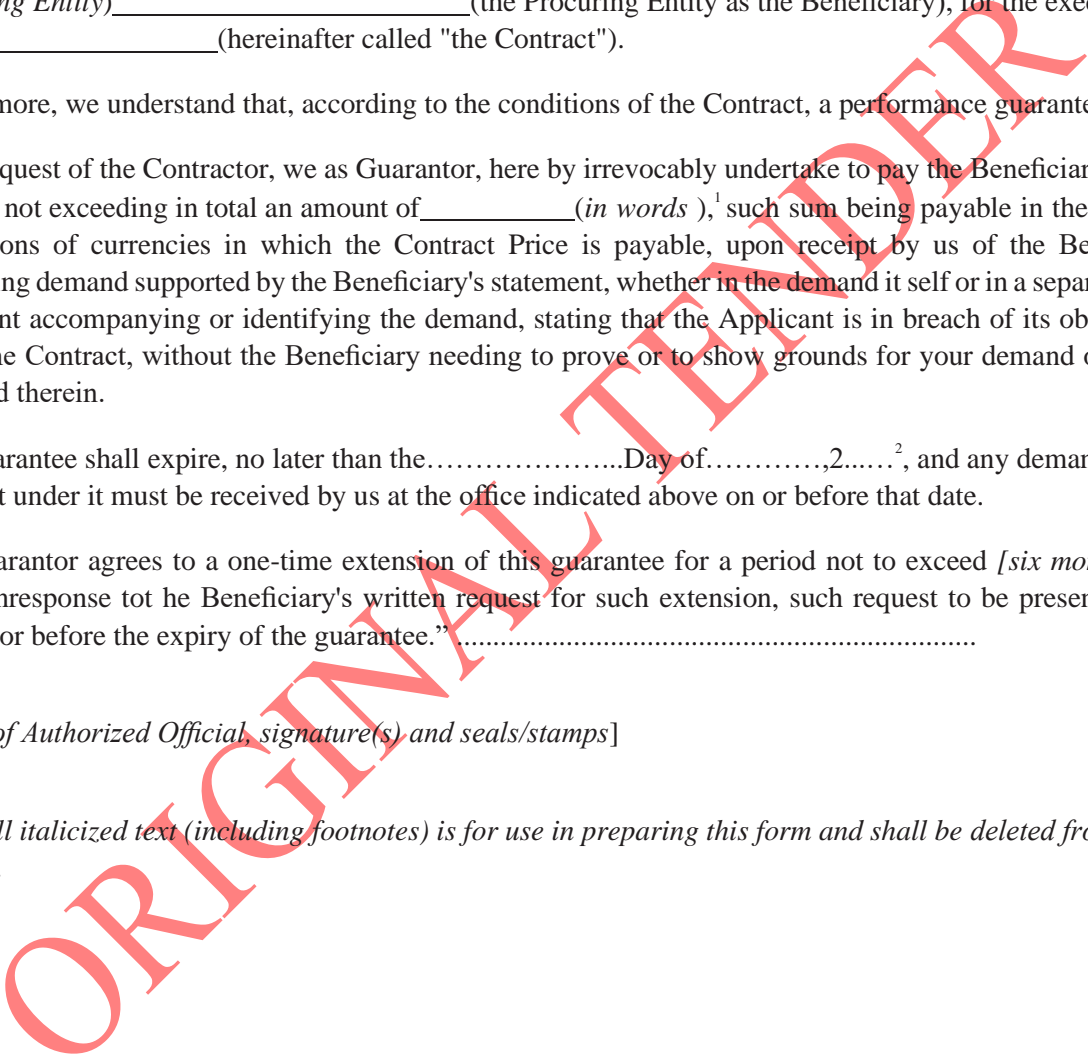 ng Entity)_________________________(the Procuring Entity as the Beneficiary), for the exec
_______________(hereinafter called "the Contract").
more, we understand that, according to the conditions of the Contract, a performance guarante
quest of the Contractor, we as Guarantor, here by irrevocably undertake to pay the Beneficiar
not exceeding in total an amount of___________(in words ),¹ such sum being payable in the
ons of currencies in which the Contract Price is payable, upon receipt by us of the Be
ing demand supported by the Beneficiary's statement, whether in the demand it self or in a separ
nt accompanying or identifying the demand, stating that the Applicant is in breach of its ob
he Contract, without the Beneficiary needing to prove or to show grounds for your demand o
d therein.
arantee shall expire, no later than the…………………...Day of…………,2...…², and any deman
t under it must be received by us at the office indicated above on or before that date.
arantor agrees to a one-time extension of this guarantee for a period not to exceed [six mo
nresponse tot he Beneficiary's written request for such extension, such request to be presen
or before the expiry of the guarantee.” ......................................................................
of Authorized Official, signature(s) and seals/stamps]
ll italicized text (including footnotes) is for use in preparing this form and shall be deleted fro
ORIGINAL TENDER